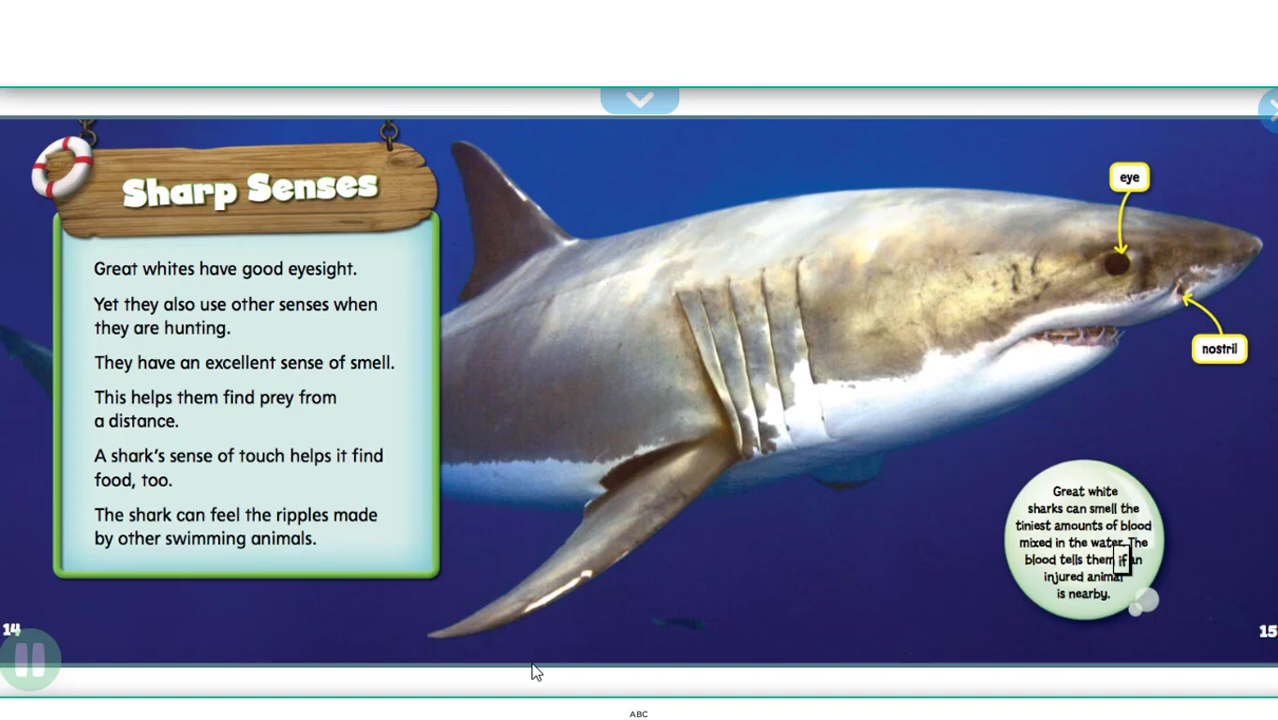 Sharp Senses
Great whites have good eyesight.
Yet they also use other senses when
they are hunting.
They have an excellent sense of smell.
This helps them find prey from
a distance.
A shark's sense of touch helps it find
food, too.
The shark can feel the ripples made
by other swimming animals.
14
eye
nostril
Great white
sharks can smell the
tiniest amounts of blood
mixed in the water. The
blood tells them if an
injured animal
is nearby.
15
ABC